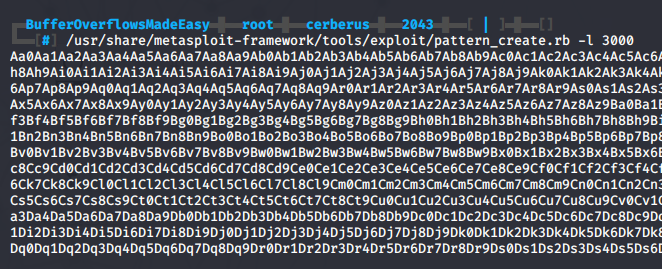 BufferOverflowsMadeEasy root cerberus 2043 [ | ] []
[#] /usr/share/metasploit-framework/tools/exploit/pattern_create.rb -l 3000
Aa0Aa1Aa2Aa3Aa4Aa5Aa6Aa7Aa8Aa9Ab0Ab1Ab2Ab3Ab4Ab5Ab6Ab7Ab8Ab9Ac0Ac1Ac2Ac3Ac4Ac5Ac6A
h8Ah9Ai0Ai1Ai2Ai3Ai4Ai5Ai6Ai7Ai8Ai9Aj0Aj1Aj2Aj3Aj4Aj5Aj6Aj7Aj8Aj9Ak0Ak1Ak2Ak3Ak4Ak
6Ap7Ap8Ap9Aq0Aq1Aq2Aq3Aq4Aq5Aq6Aq7Aq8Aq9Ar0Ar1Ar2Ar3Ar4Ar5Ar6Ar7Ar8Ar9As0As1As2As3
Ax5Ax6Ax7Ax8Ax9Ay0Ay1Ay2Ay3Ay4Ay5Ay6Ay7Ay8Ay9Az0Az1Az2Az3Az4Az5Az6Az7Az8Az9Ba0Ba1B
f3Bf4Bf5Bf6Bf7Bf8Bf9Bg0Bg1Bg2Bg3Bg4Bg5Bg6Bg7Bg8Bg9Bh0Bh1Bh2Bh3Bh4Bh5Bh6Bh7Bh8Bh9Bi
1Bn2Bn3Bn4Bn5Bn6Bn7Bn8Bn9Bo0Bo1Bo2Bo3Bo4Bo5Bo6Bo7Bo8Bo9Bp0Bp1Bp2Bp3Bp4Bp5Bp6Bp7Bp8
Bv0Bv1Bv2Bv3Bv4Bv5Bv6Bv7Bv8Bv9Bw0Bw1Bw2Bw3Bw4Bw5Bw6Bw7Bw8Bw9Bx0Bx1Bx2Bx3Bx4Bx5Bx6B
c8Cc9Cd0Cd1Cd2Cd3Cd4Cd5Cd6Cd7Cd8Cd9Ce0Ce1Ce2Ce3Ce4Ce5Ce6Ce7Ce8Ce9Cf0Cf1Cf2Cf3Cf4Cf
6Ck7Ck8Ck9Cl0Cl1Cl2Cl3Cl4Cl5Cl6Cl7Cl8Cl9Cm0Cm1Cm2Cm3Cm4Cm5Cm6Cm7Cm8Cm9Cn0Cn1Cn2Cn3
Cs5Cs6Cs7Cs8Cs9Ct0Ct1Ct2Ct3Ct4Ct5Ct6Ct7Ct8Ct9Cu0Cu1Cu2Cu3Cu4Cu5Cu6Cu7Cu8Cu9Cv0Cv1C
a3Da4Da5Da6Da7Da8Da9Db0Db1Db2Db3Db4Db5Db6Db7Db8Db9Dc0Dc1Dc2Dc3Dc4Dc5Dc6Dc7Dc8Dc9D
1Di2Di3Di4Di5Di6Di7Di8Di9Dj0Dj1Dj2Dj3Dj4Dj5Dj6Dj7Dj8Dj9Dk0Dk1Dk2Dk3Dk4Dk5Dk6Dk7Dk8
Dq0Dq1Dq2Dq3Dq4Dq5Dq6Dq7Dq8Dq9Dr0Dr1Dr2Dr3Dr4Dr5Dr6Dr7Dr8Dr9Ds0Ds1Ds2Ds3Ds4Ds5Ds6D